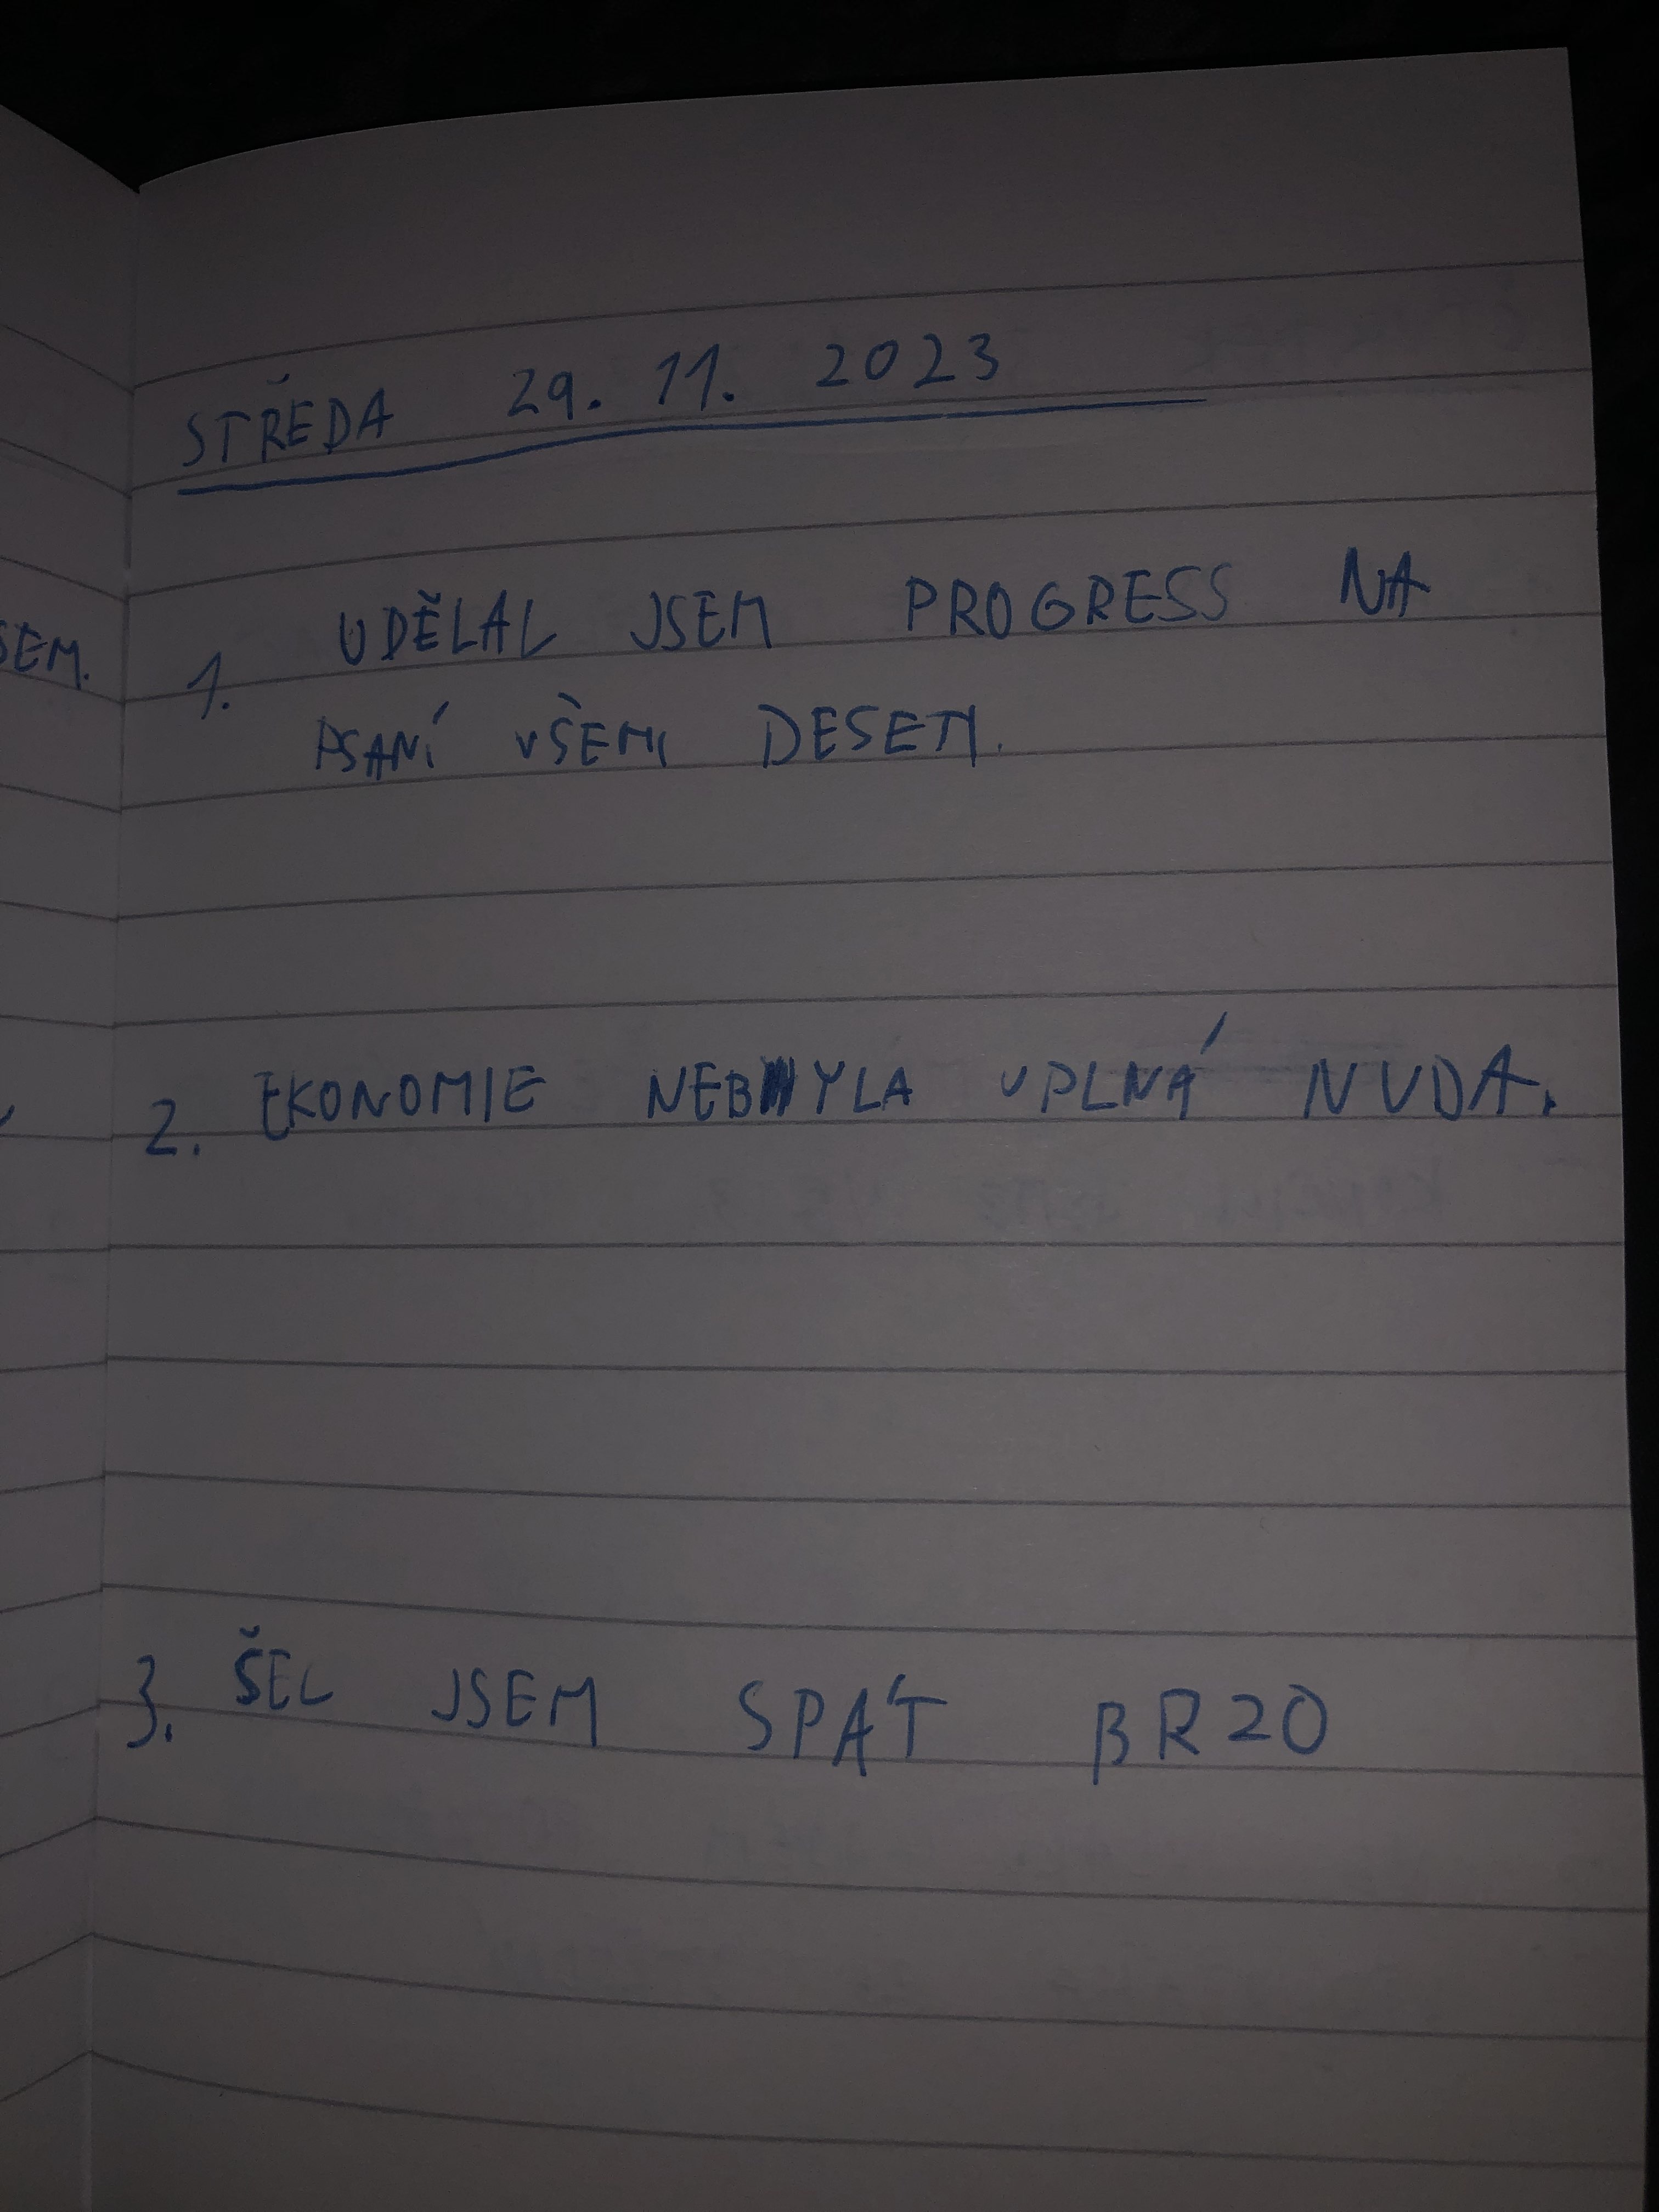 STŘEDA 29. 11. 2023
SEM.
1. UDĚLAL JSEM PROGRESS NA
PSANÍ VŠEMI DESETI.
2. EKONOMIE NEBYLA UPLNÁ NUDA.
3. ŠEL JSEM SPÁT BRZO